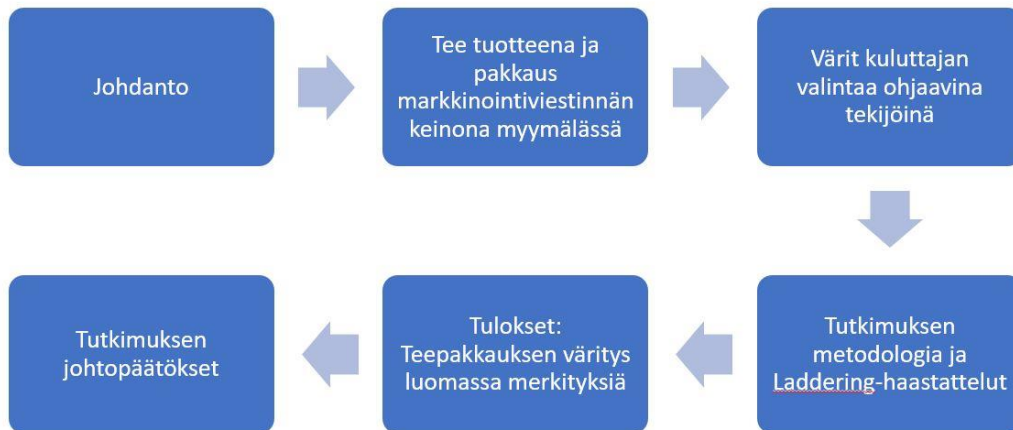 Johdanto
Tee tuotteena ja
pakkaus
markkinointiviestinnän
keinona myymälässä
Värit kuluttajan
valintaa ohjaavina
tekijöinä
Tutkimuksen
metodologia ja
Laddering-haastattelut
Tulokset:
Teepakkauksen väritys
luomassa merkityksiä
Tutkimuksen
johtopäätökset